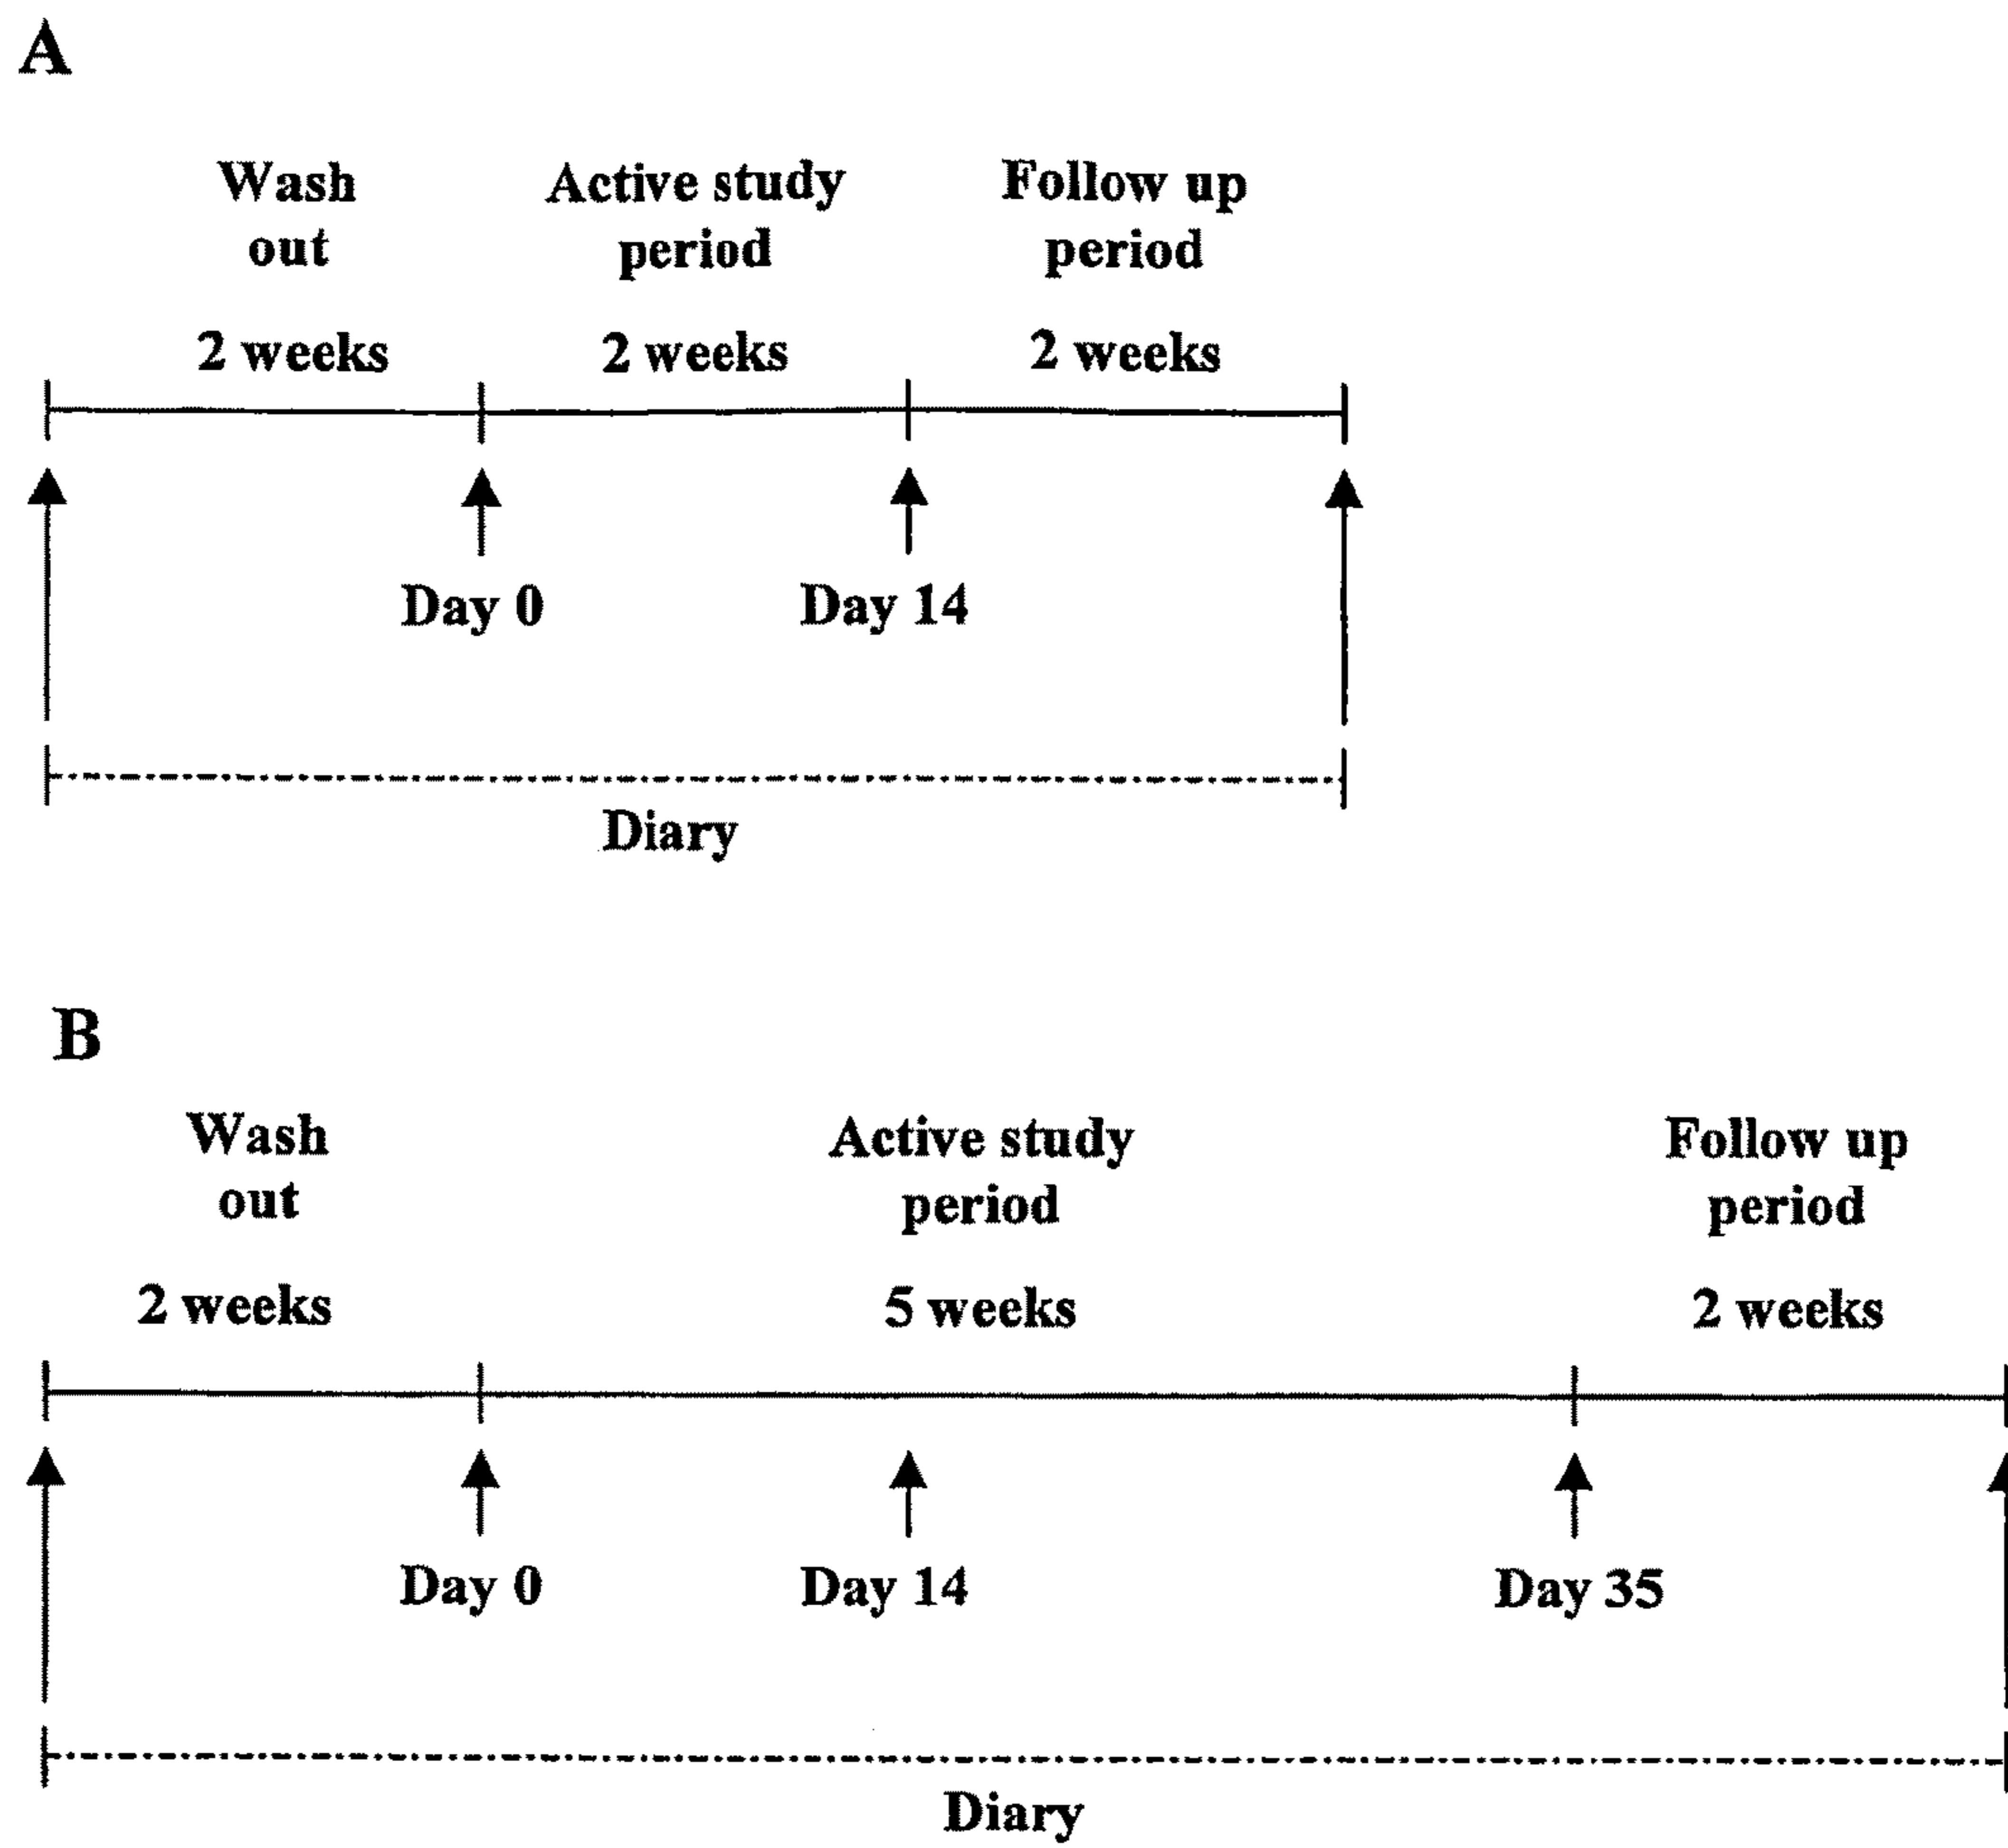 A
Wash
out
Active study
period
Follow up
period
2 weeks
2 weeks
2 weeks
Day 0
Day 14
Diary
B
Wash
out
Active study
period
Follow up
period
2 weeks
5 weeks
2 weeks
Day 0
Day 14
Day 35
Diary